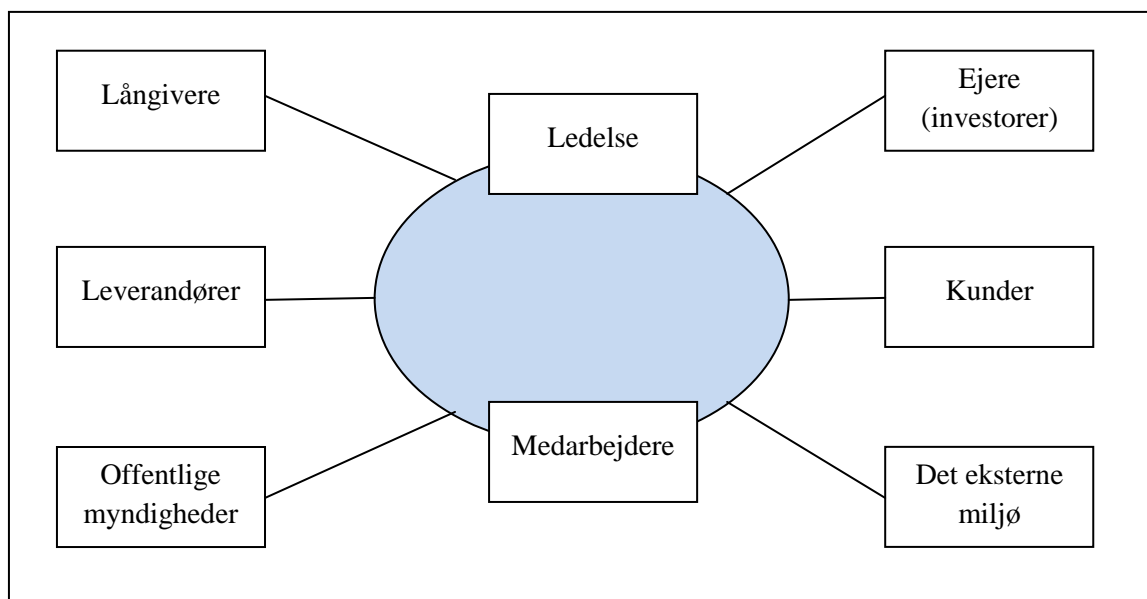 Långivere
Ledelse
Ejere
(investorer)
Leverandører
Kunder
Offentlige
myndigheder
Medarbejdere
Det eksterne
miljø